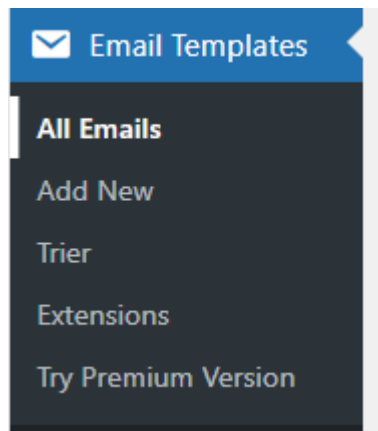 Email Templates
All Emails
Add New
Trier
Extensions
Try Premium Version